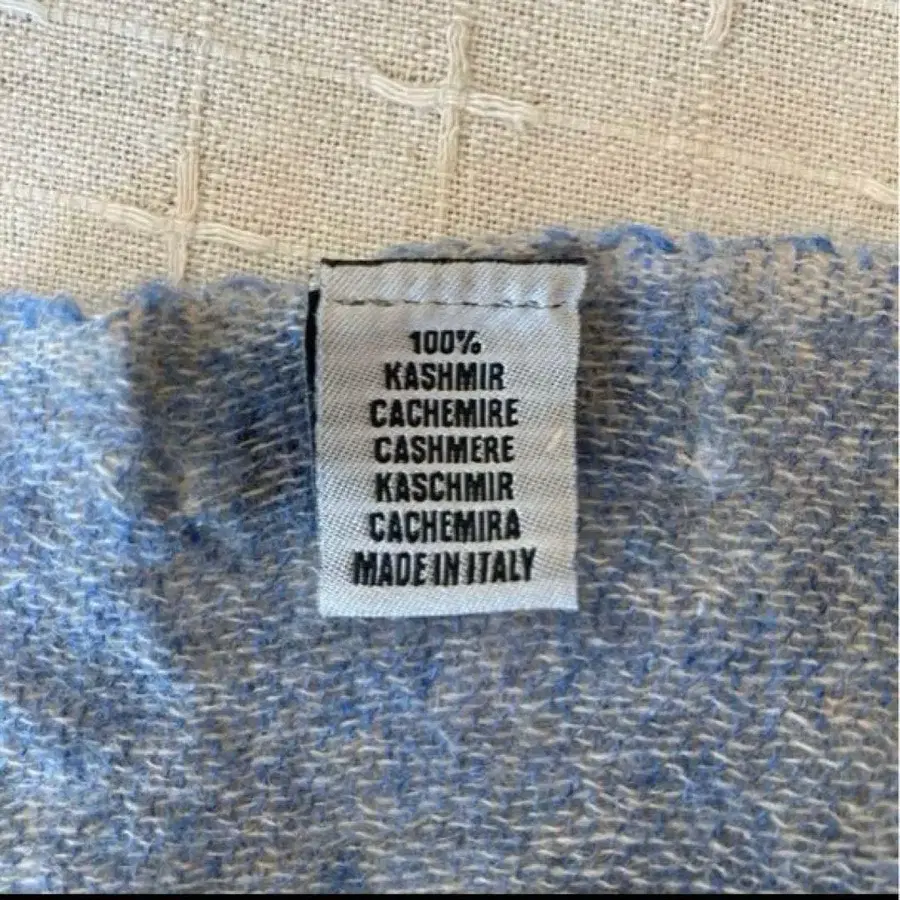 100%
KASHMIR
CACHEMIRE
CASHMERE
KASCHMIR
CACHEMIRA
MADE IN ITALY